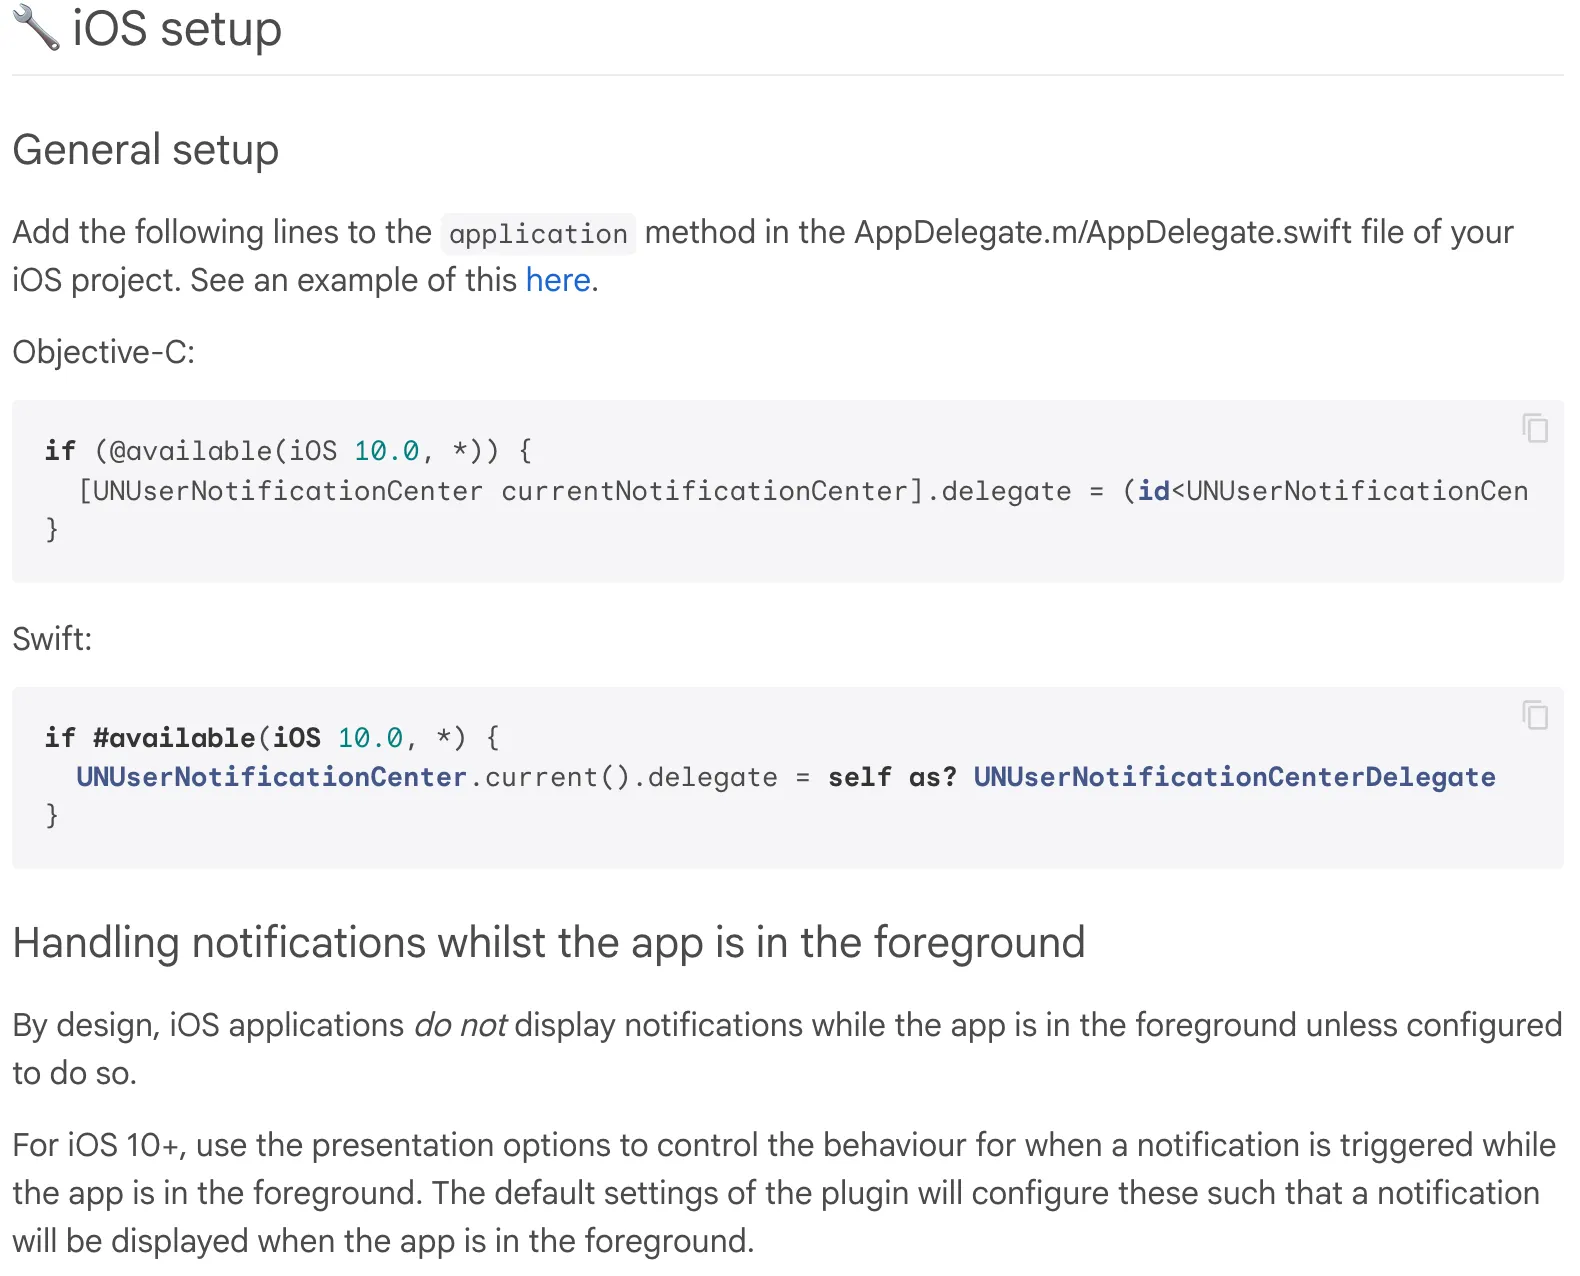 🔧 iOS setup
General setup
Add the following lines to the application method in the AppDelegate.m/AppDelegate.swift file of your
iOS project. See an example of this here.
Objective-C:
if (@available(iOS 10.0, *)) {
  [UNUserNotificationCenter currentNotificationCenter].delegate = (id<UNUserNotificationCen
}
Swift:
if #available(iOS 10.0, *) {
  UNUserNotificationCenter.current().delegate = self as? UNUserNotificationCenterDelegate
}
Handling notifications whilst the app is in the foreground
By design, iOS applications do not display notifications while the app is in the foreground unless configured
to do so.
For iOS 10+, use the presentation options to control the behaviour for when a notification is triggered while
the app is in the foreground. The default settings of the plugin will configure these such that a notification
will be displayed when the app is in the foreground.